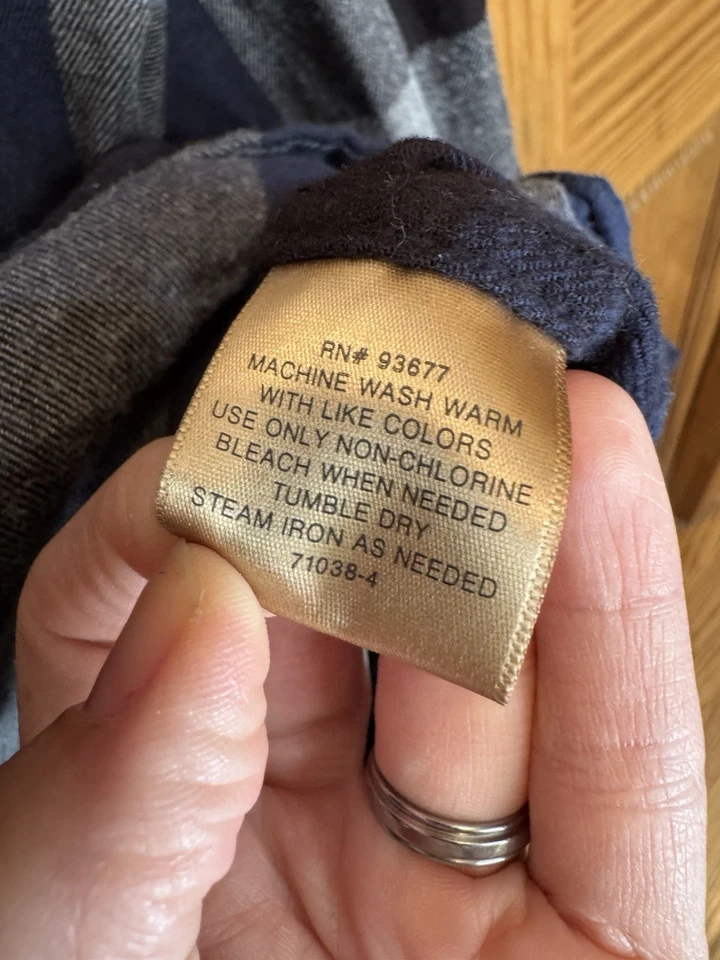 RN# 93677
MACHINE WASH WARM
WITH LIKE COLORS
USE ONLY NON-CHLORINE
BLEACH WHEN NEEDED
TUMBLE DRY
STEAM IRON AS NEEDED
71038-4